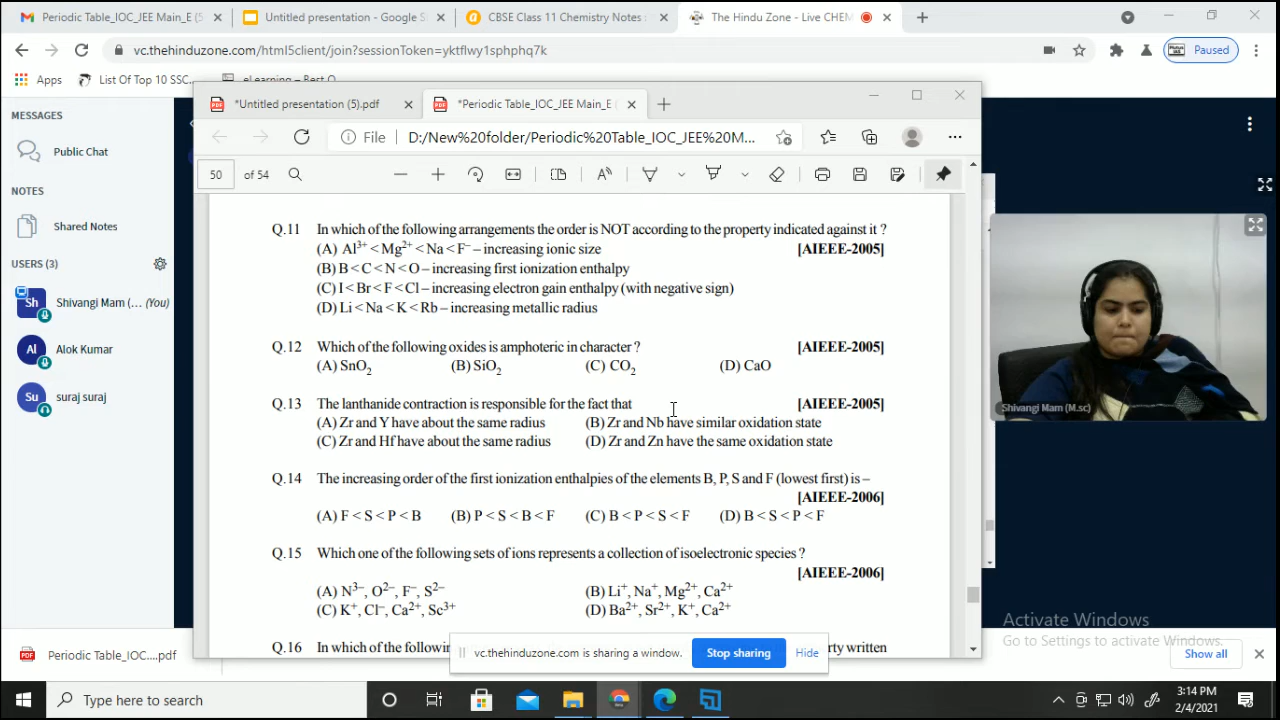 Periodic Table_IOC_JEE Main_E (5
Untitled presentation - Google S
CBSE Class 11 Chemistry Notes
The Hindu Zone - Live CHEM
vc.thehinduzone.com/html5client/join?sessionToken=yktflwy1sphphq7k
Paused
Apps
List Of Top 10 SSC...
eLearning – Best O
MESSAGES
Public Chat
NOTES
Shared Notes
USERS (3)
Sh
Shivangi Mam (... (You)
Al
Alok Kumar
Su
suraj suraj
*Untitled presentation (5).pdf
*Periodic Table_IOC_JEE Main_E (
File
D:/New%20folder/Periodic%20Table_IOC_JEE%20M...
50 of 54
Q.11 In which of the following arrangements the order is NOT according to the property indicated against it ?
(A) Al³⁺ < Mg²⁺ < Na < F⁻ – increasing ionic size [AIEEE-2005]
(B) B < C < N < O – increasing first ionization enthalpy
(C) I < Br < F < Cl – increasing electron gain enthalpy (with negative sign)
(D) Li < Na < K < Rb – increasing metallic radius
Q.12 Which of the following oxides is amphoteric in character ? [AIEEE-2005]
(A) SnO₂ (B) SiO₂ (C) CO₂ (D) CaO
Q.13 The lanthanide contraction is responsible for the fact that [AIEEE-2005]
(A) Zr and Y have about the same radius (B) Zr and Nb have similar oxidation state
(C) Zr and Hf have about the same radius (D) Zr and Zn have the same oxidation state
Q.14 The increasing order of the first ionization enthalpies of the elements B, P, S and F (lowest first) is –
[AIEEE-2006]
(A) F < S < P < B (B) P < S < B < F (C) B < P < S < F (D) B < S < P < F
Q.15 Which one of the following sets of ions represents a collection of isoelectronic species ?
[AIEEE-2006]
(A) N³⁻, O²⁻, F⁻, S²⁻ (B) Li⁺, Na⁺, Mg²⁺, Ca²⁺
(C) K⁺, Cl⁻, Ca²⁺, Sc³⁺ (D) Ba²⁺, Sr²⁺, K⁺, Ca²⁺
Q.16 In which of the followin
rty written
vc.thehinduzone.com is sharing a window.
Stop sharing
Hide
Shivangi Mam (M.sc)
Activate Windows
Go to Settings to activate Windows.
Periodic Table_IOC....pdf
Show all
Type here to search
3:14 PM
2/4/2021